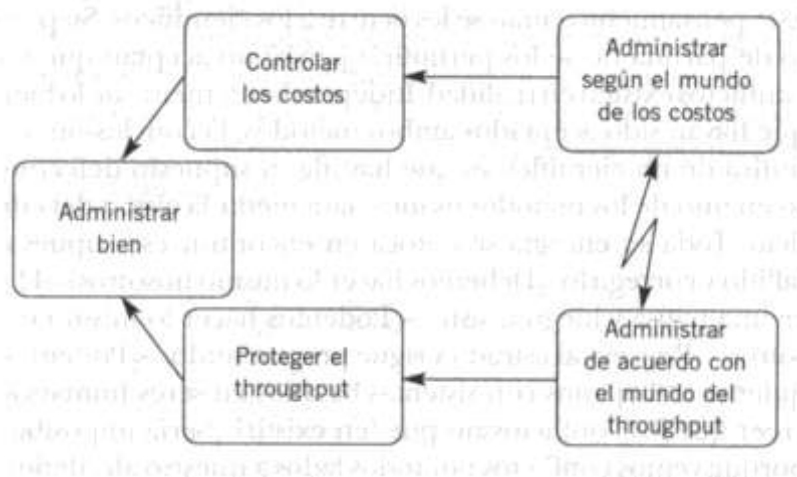 Controlar
los costos
Administrar
según el mundo
de los costos
Administrar
bien
Proteger el
throughput
Administrar
de acuerdo con
el mundo del
throughput